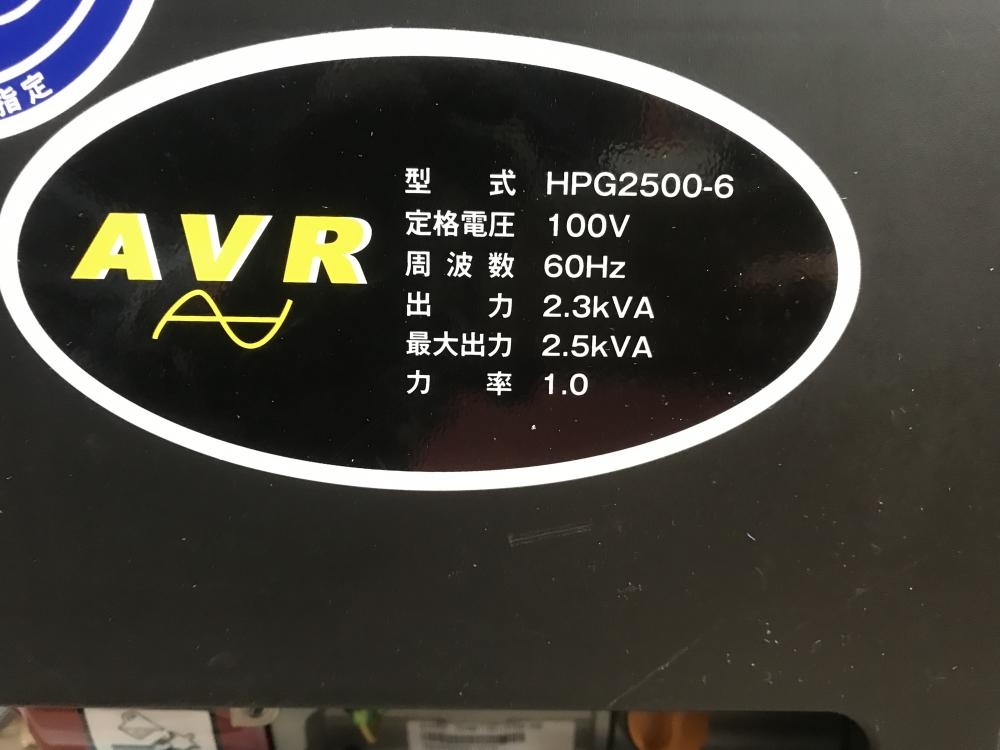 指定
AVR
型 式 HPG2500-6
定格電圧 100V
周波数 60Hz
出 力 2.3kVA
最大出力 2.5kVA
力 率 1.0